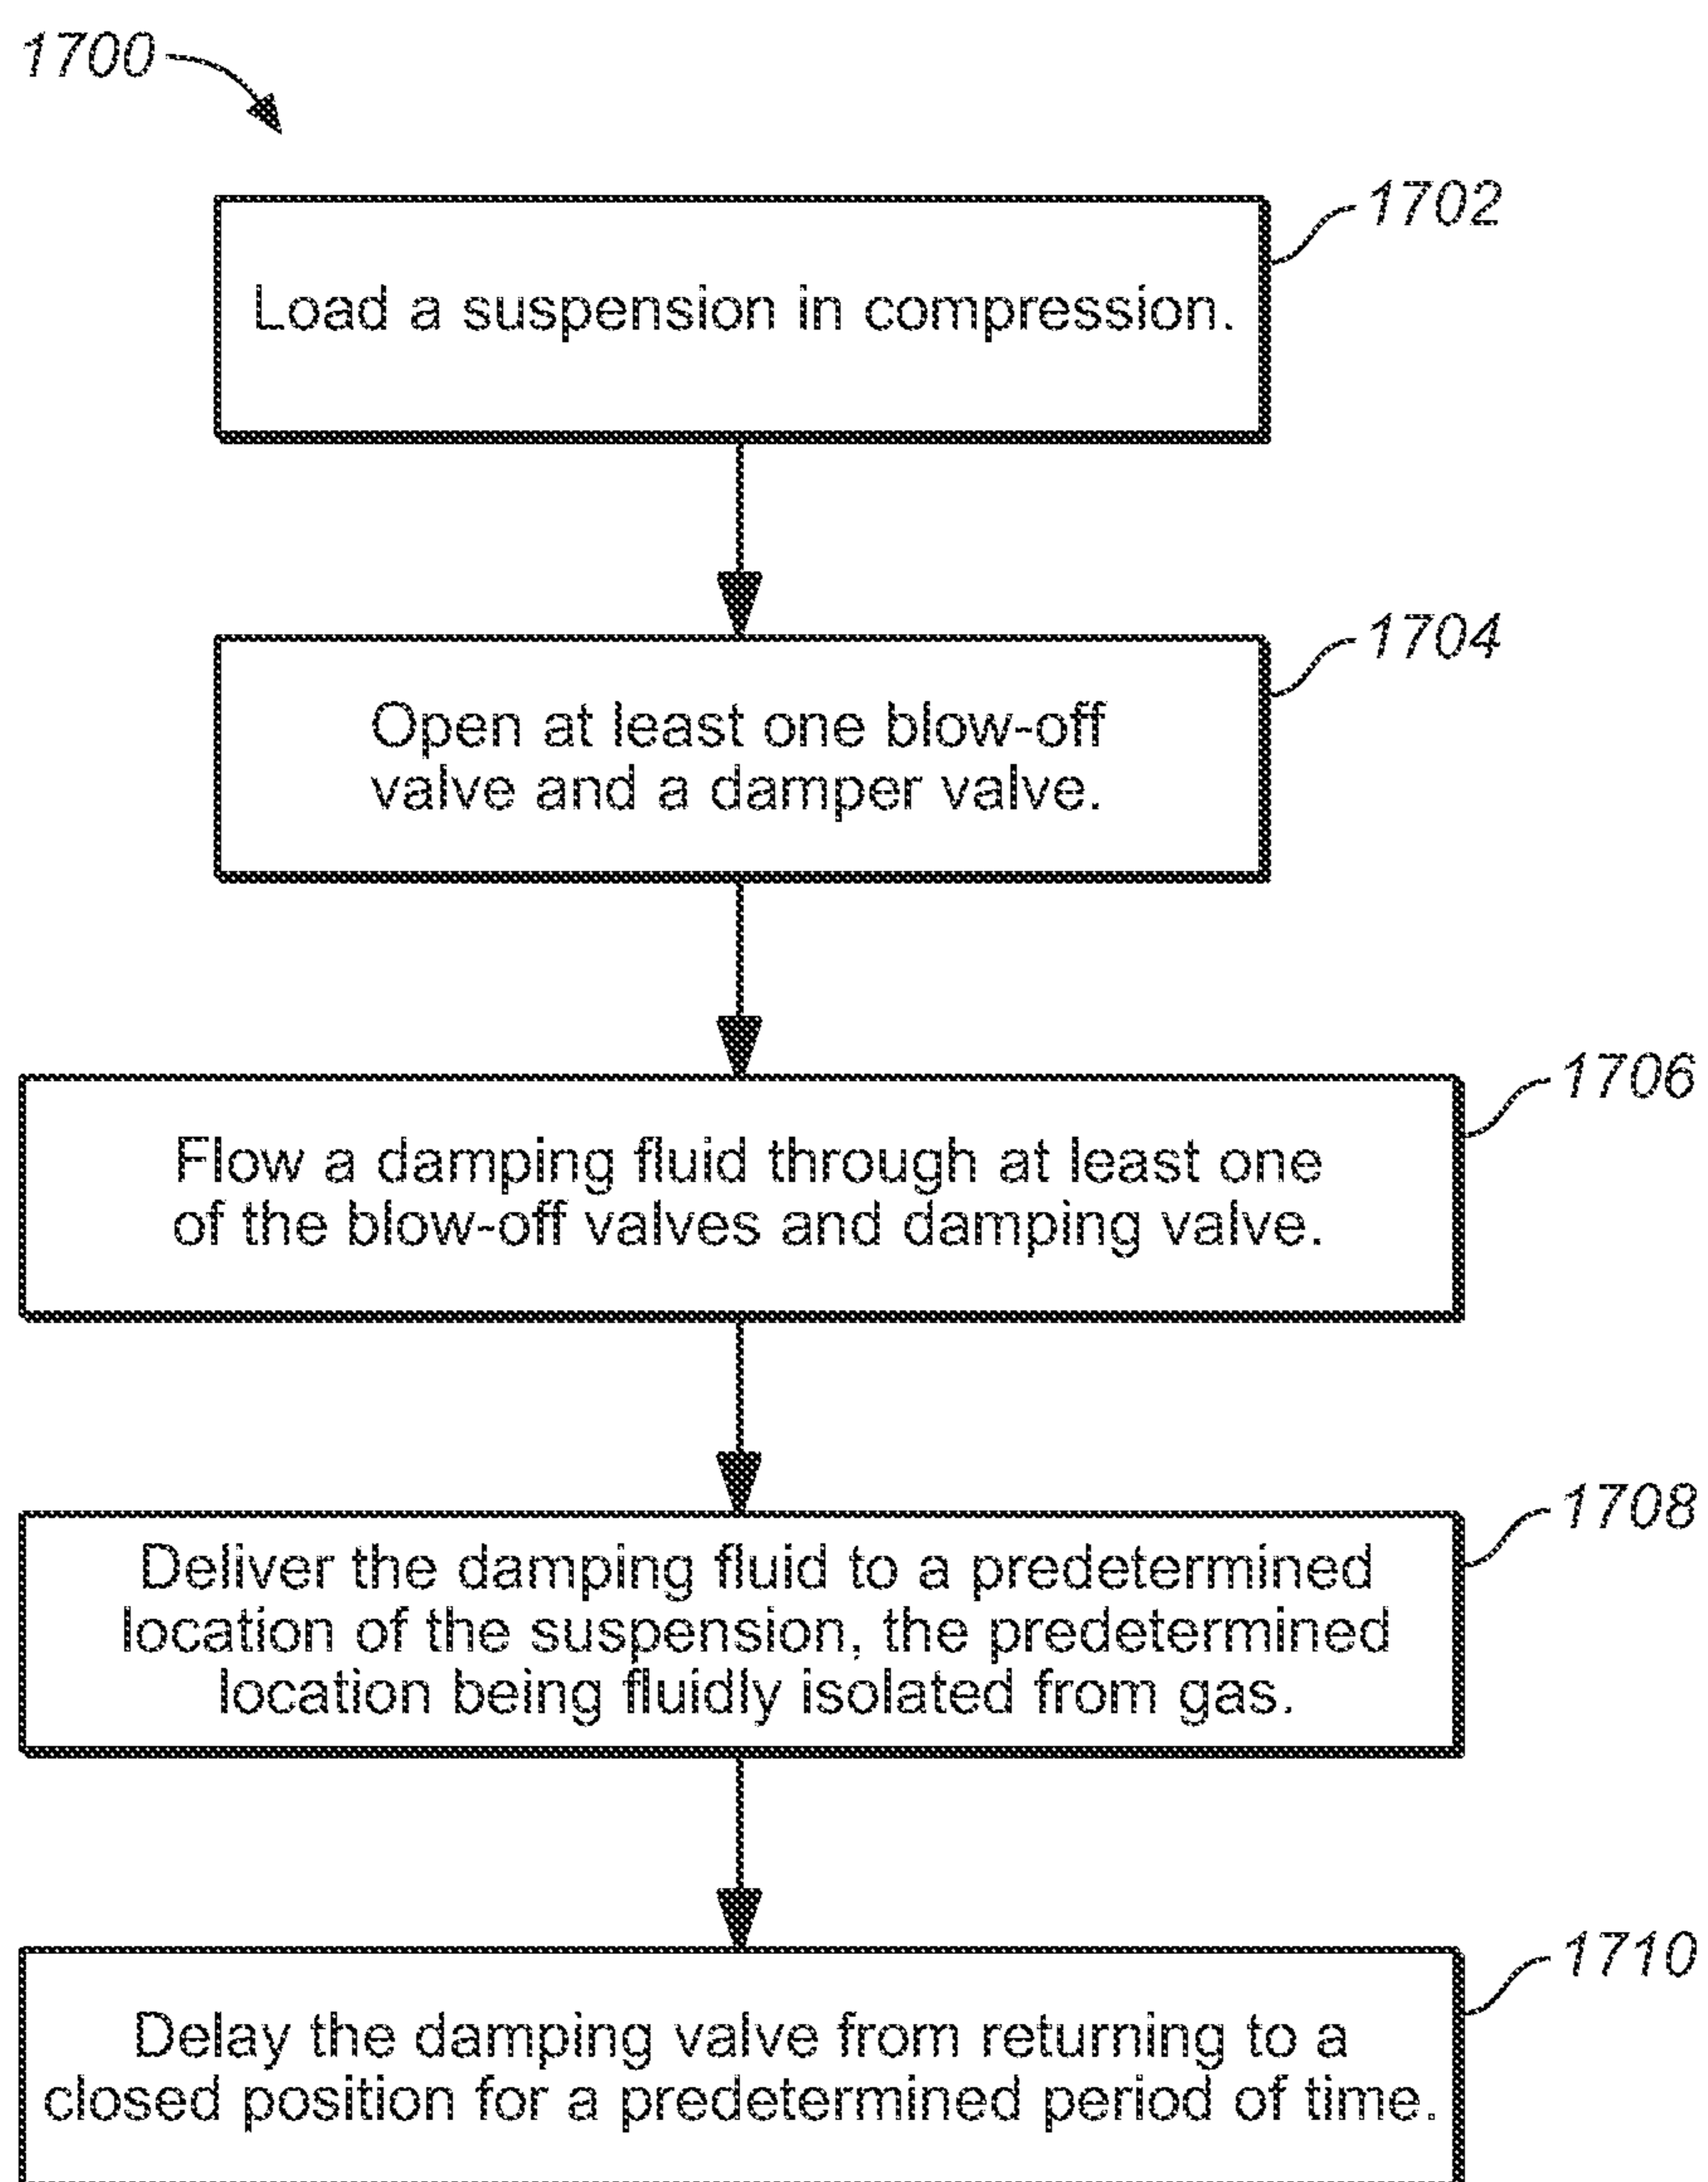 1700
1702
Load a suspension in compression.
1704
Open at least one blow-off
valve and a damper valve.
1706
Flow a damping fluid through at least one
of the blow-off valves and damping valve.
1708
Deliver the damping fluid to a predetermined
location of the suspension, the predetermined
location being fluidly isolated from gas.
1710
Delay the damping valve from returning to a
closed position for a predetermined period of time.